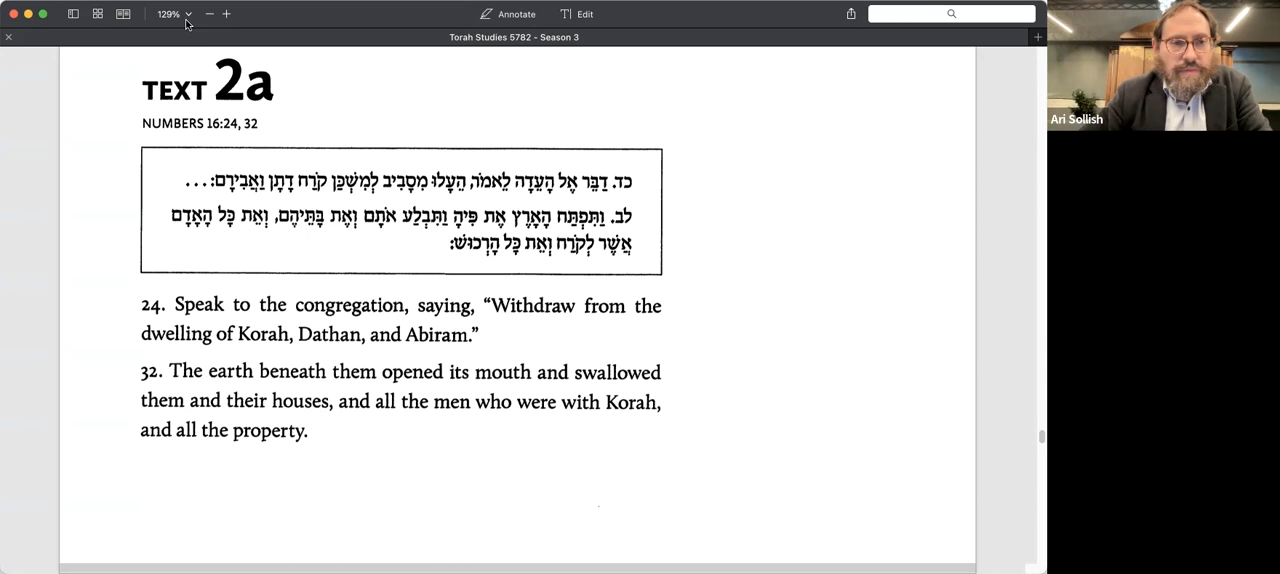 129%
Annotate
Edit
Torah Studies 5782 - Season 3
TEXT 2a
NUMBERS 16:24, 32
כד. דַבֵּר אֶל הָעֵדָה לֵאמֹר, הֵעָלוּ מִסָבִיב לְמִשְׁכַּן קֹרַח דָתָן וַאֲבִירָם: ...
לב. וַתִּפְתַּח הָאָרֶץ אֶת פִּיהָ וַתִּבְלַע אֹתָם וְאֶת בָּתֵּיהֶם, וְאֵת כָּל הָאָדָם
אֲשֶׁר לְקֹרַח וְאֵת כָּל הָרְכוּשׁ:
24. Speak to the congregation, saying, “Withdraw from the
dwelling of Korah, Dathan, and Abiram.”
32. The earth beneath them opened its mouth and swallowed
them and their houses, and all the men who were with Korah,
and all the property.
Ari Sollish